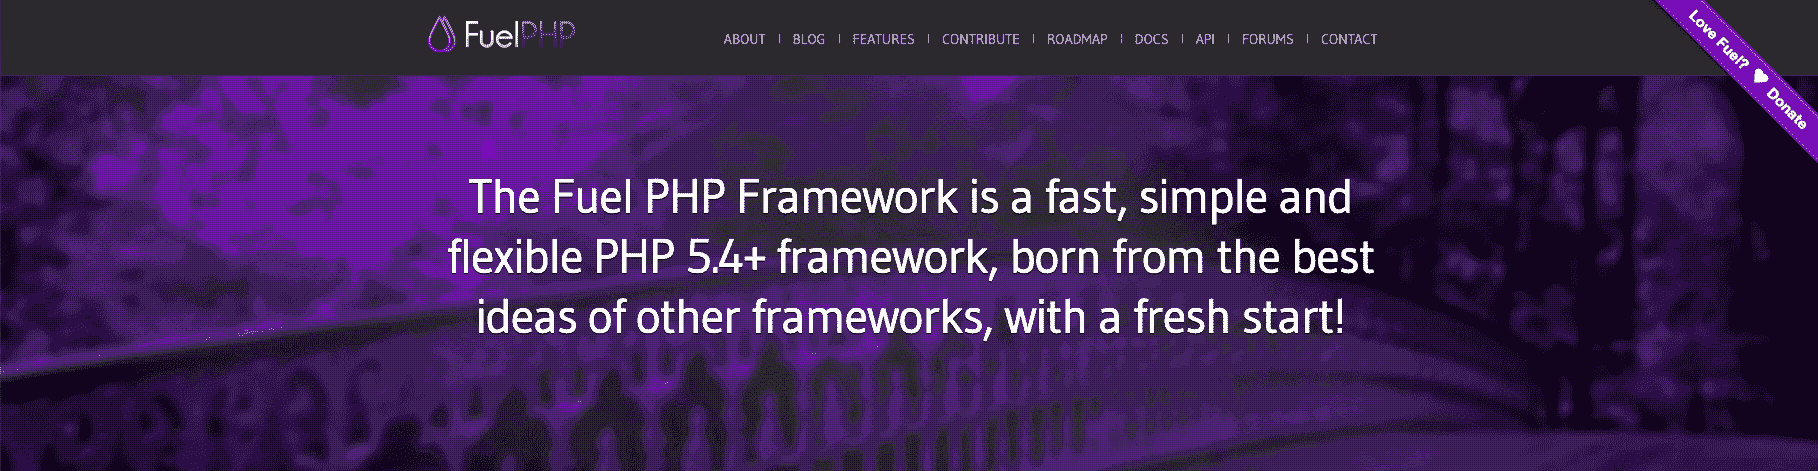 FuelPHP
ABOUT | BLOG | FEATURES | CONTRIBUTE | ROADMAP | DOCS | API | FORUMS | CONTACT
Love Fuel? ♥ Donate
The Fuel PHP Framework is a fast, simple and
flexible PHP 5.4+ framework, born from the best
ideas of other frameworks, with a fresh start!